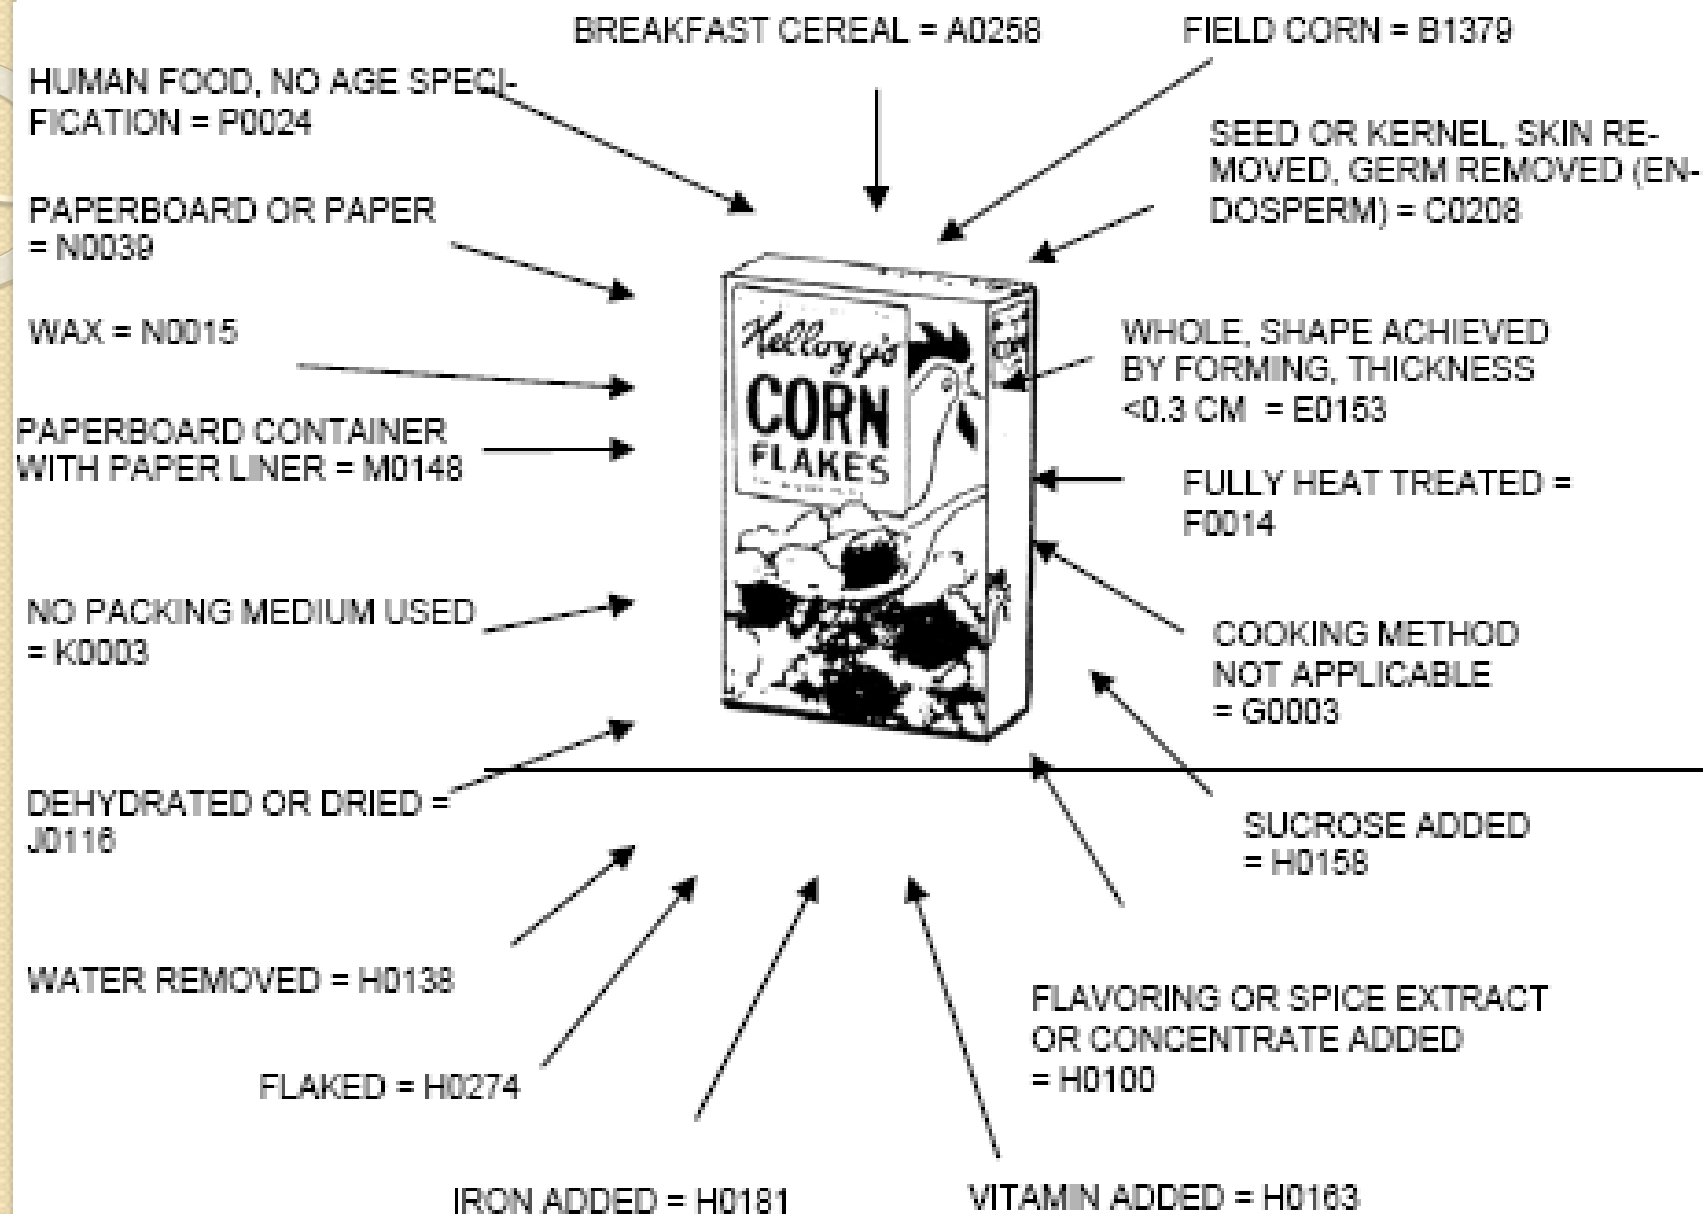 BREAKFAST CEREAL = A0258
FIELD CORN = B1379
HUMAN FOOD, NO AGE SPECI-
FICATION = P0024
SEED OR KERNEL, SKIN RE-
MOVED, GERM REMOVED (EN-
DOSPERM) = C0208
PAPERBOARD OR PAPER
= N0039
WAX = N0015
WHOLE, SHAPE ACHIEVED
BY FORMING, THICKNESS
<0.3 CM = E0153
PAPERBOARD CONTAINER
WITH PAPER LINER = M0148
Kellogg's
CORN
FLAKES
FULLY HEAT TREATED =
F0014
NO PACKING MEDIUM USED
= K0003
COOKING METHOD
NOT APPLICABLE
= G0003
DEHYDRATED OR DRIED =
J0116
SUCROSE ADDED
= H0158
WATER REMOVED = H0138
FLAVORING OR SPICE EXTRACT
OR CONCENTRATE ADDED
= H0100
FLAKED = H0274
IRON ADDED = H0181
VITAMIN ADDED = H0163